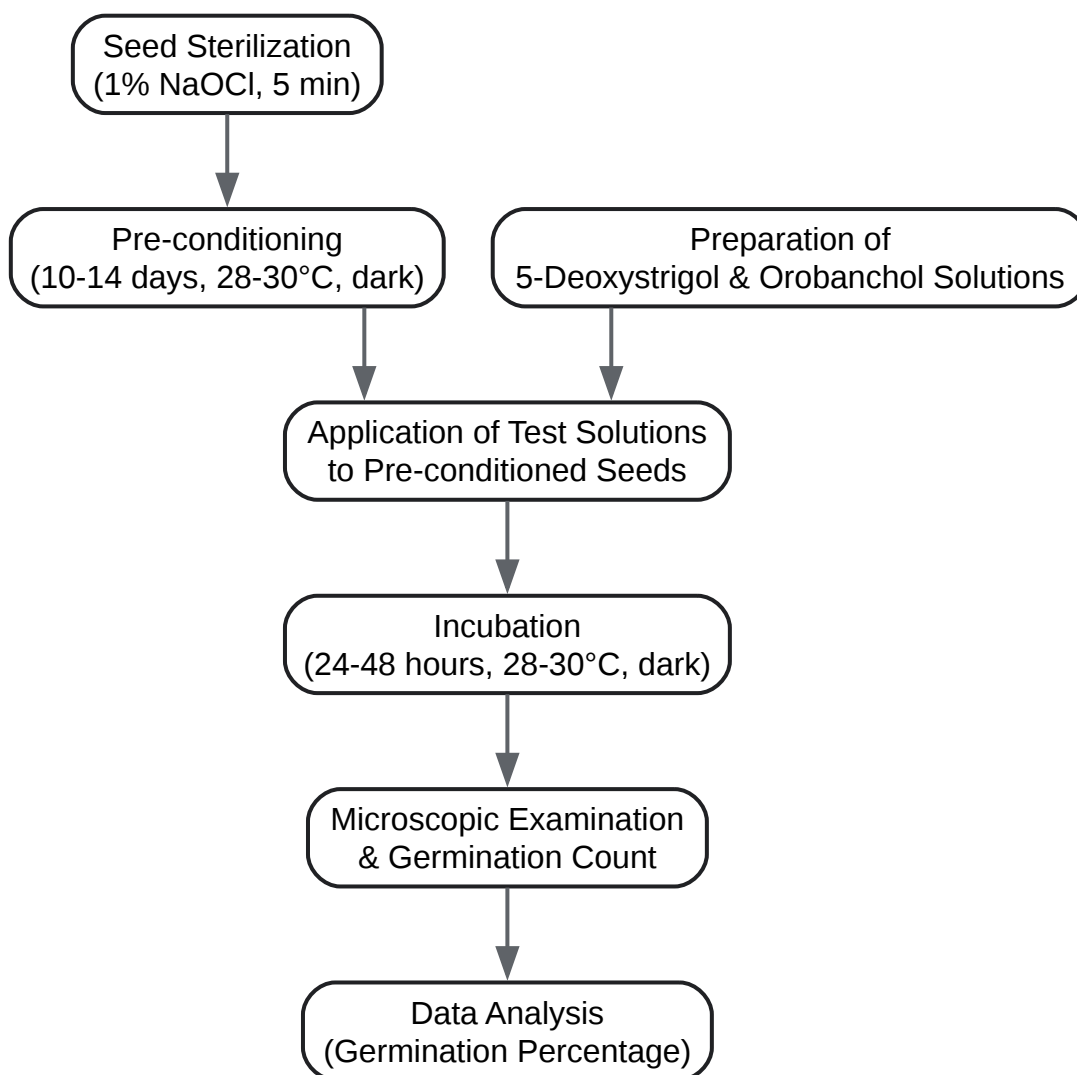 Seed Sterilization
(1% NaOCl, 5 min)
Pre-conditioning
(10-14 days, 28-30°C, dark)
Preparation of
5-Deoxystrigol & Orobanchol Solutions
Application of Test Solutions
to Pre-conditioned Seeds
Incubation
(24-48 hours, 28-30°C, dark)
Microscopic Examination
& Germination Count
Data Analysis
(Germination Percentage)